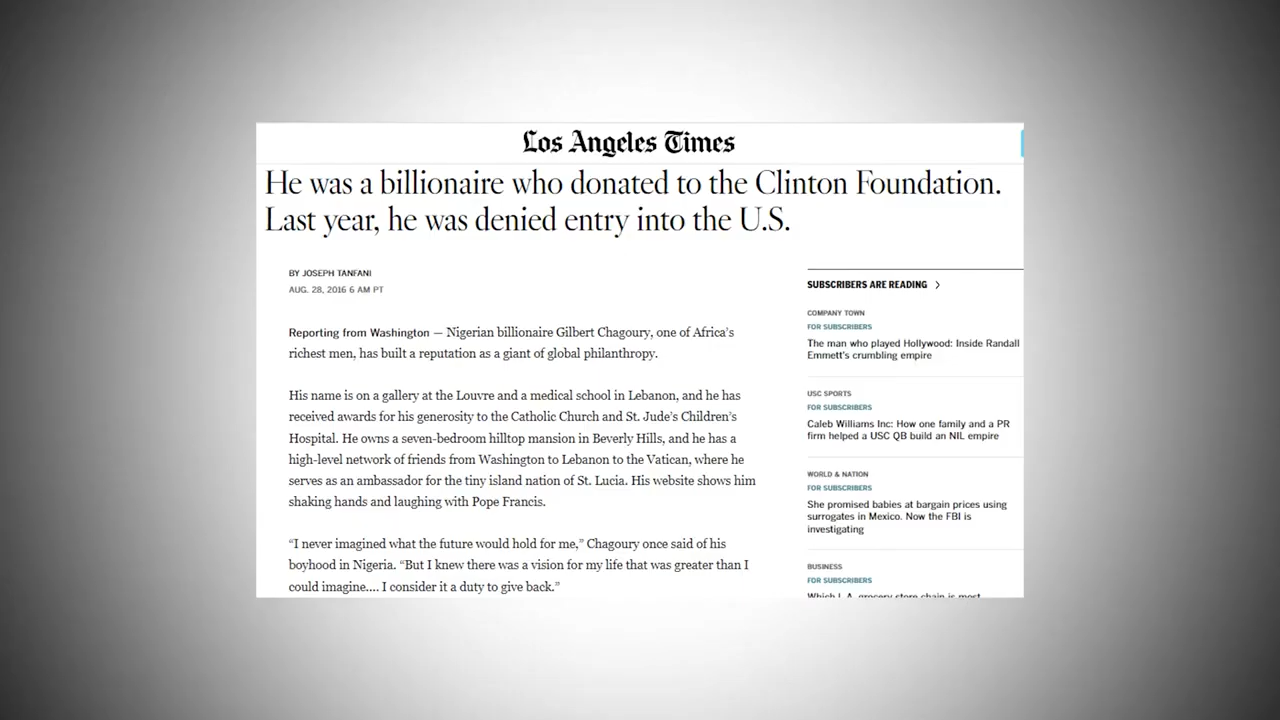 Los Angeles Times
He was a billionaire who donated to the Clinton Foundation.
Last year, he was denied entry into the U.S.
BY JOSEPH TANFANI
AUG. 28, 2016 6 AM PT
Reporting from Washington — Nigerian billionaire Gilbert Chagoury, one of Africa's
richest men, has built a reputation as a giant of global philanthropy.
His name is on a gallery at the Louvre and a medical school in Lebanon, and he has
received awards for his generosity to the Catholic Church and St. Jude's Children's
Hospital. He owns a seven-bedroom hilltop mansion in Beverly Hills, and he has a
high-level network of friends from Washington to Lebanon to the Vatican, where he
serves as an ambassador for the tiny island nation of St. Lucia. His website shows him
shaking hands and laughing with Pope Francis.
“I never imagined what the future would hold for me,” Chagoury once said of his
boyhood in Nigeria. “But I knew there was a vision for my life that was greater than I
could imagine.... I consider it a duty to give back.”
SUBSCRIBERS ARE READING >
COMPANY TOWN
FOR SUBSCRIBERS
The man who played Hollywood: Inside Randall
Emmett's crumbling empire
USC SPORTS
FOR SUBSCRIBERS
Caleb Williams Inc: How one family and a PR
firm helped a USC QB build an NIL empire
WORLD & NATION
FOR SUBSCRIBERS
She promised babies at bargain prices using
surrogates in Mexico. Now the FBI is
investigating
BUSINESS
FOR SUBSCRIBERS
Which L.A. grocery store chain is most